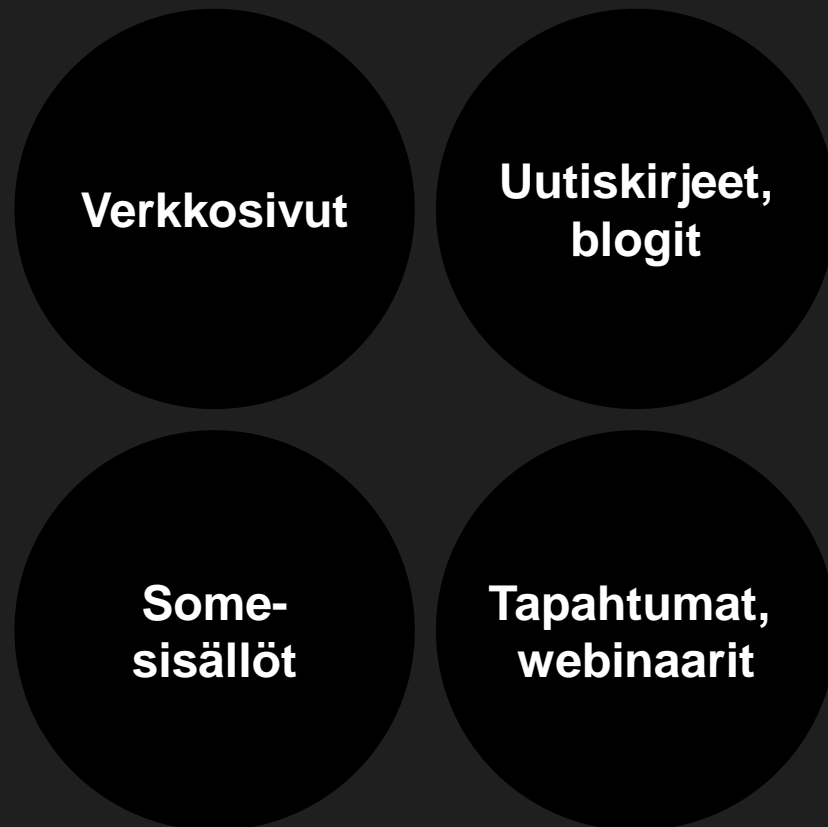 Verkkosivut
Uutiskirjeet,
blogit
Some-
sisällöt
Tapahtumat,
webinaarit